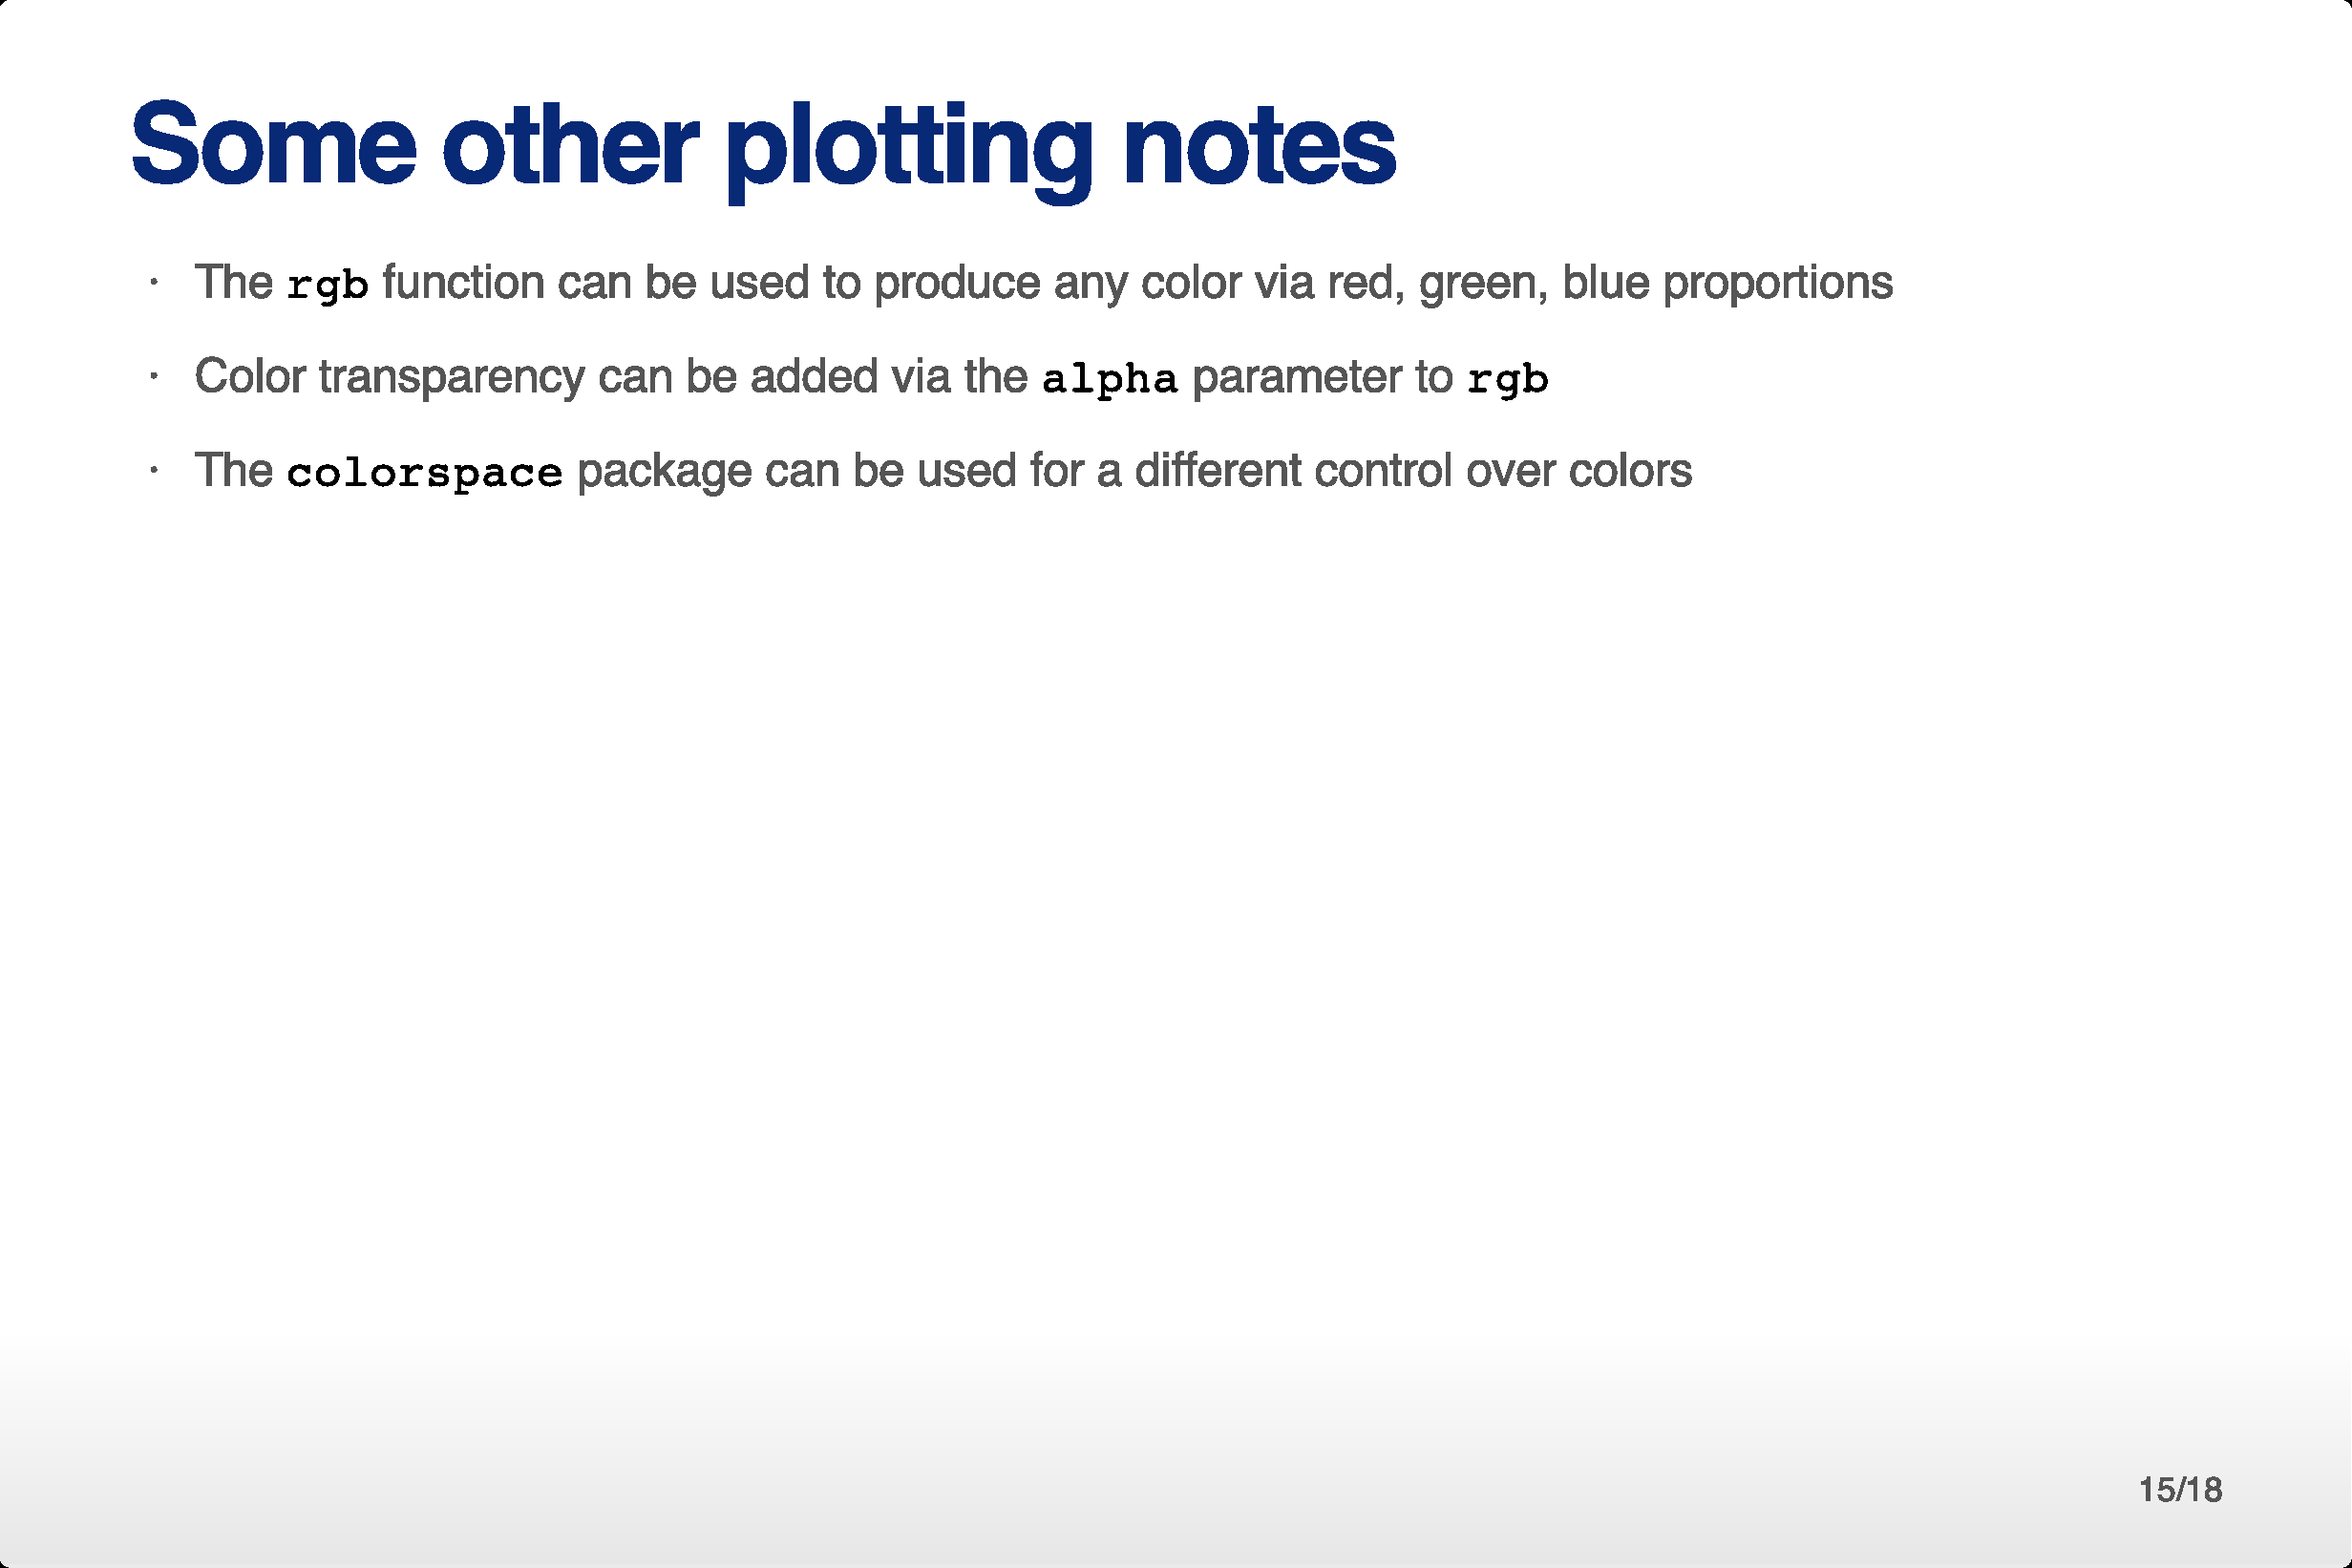 Some other plotting notes
· The rgb function can be used to produce any color via red, green, blue proportions
· Color transparency can be added via the alpha parameter to rgb
· The colorspace package can be used for a different control over colors
15/18